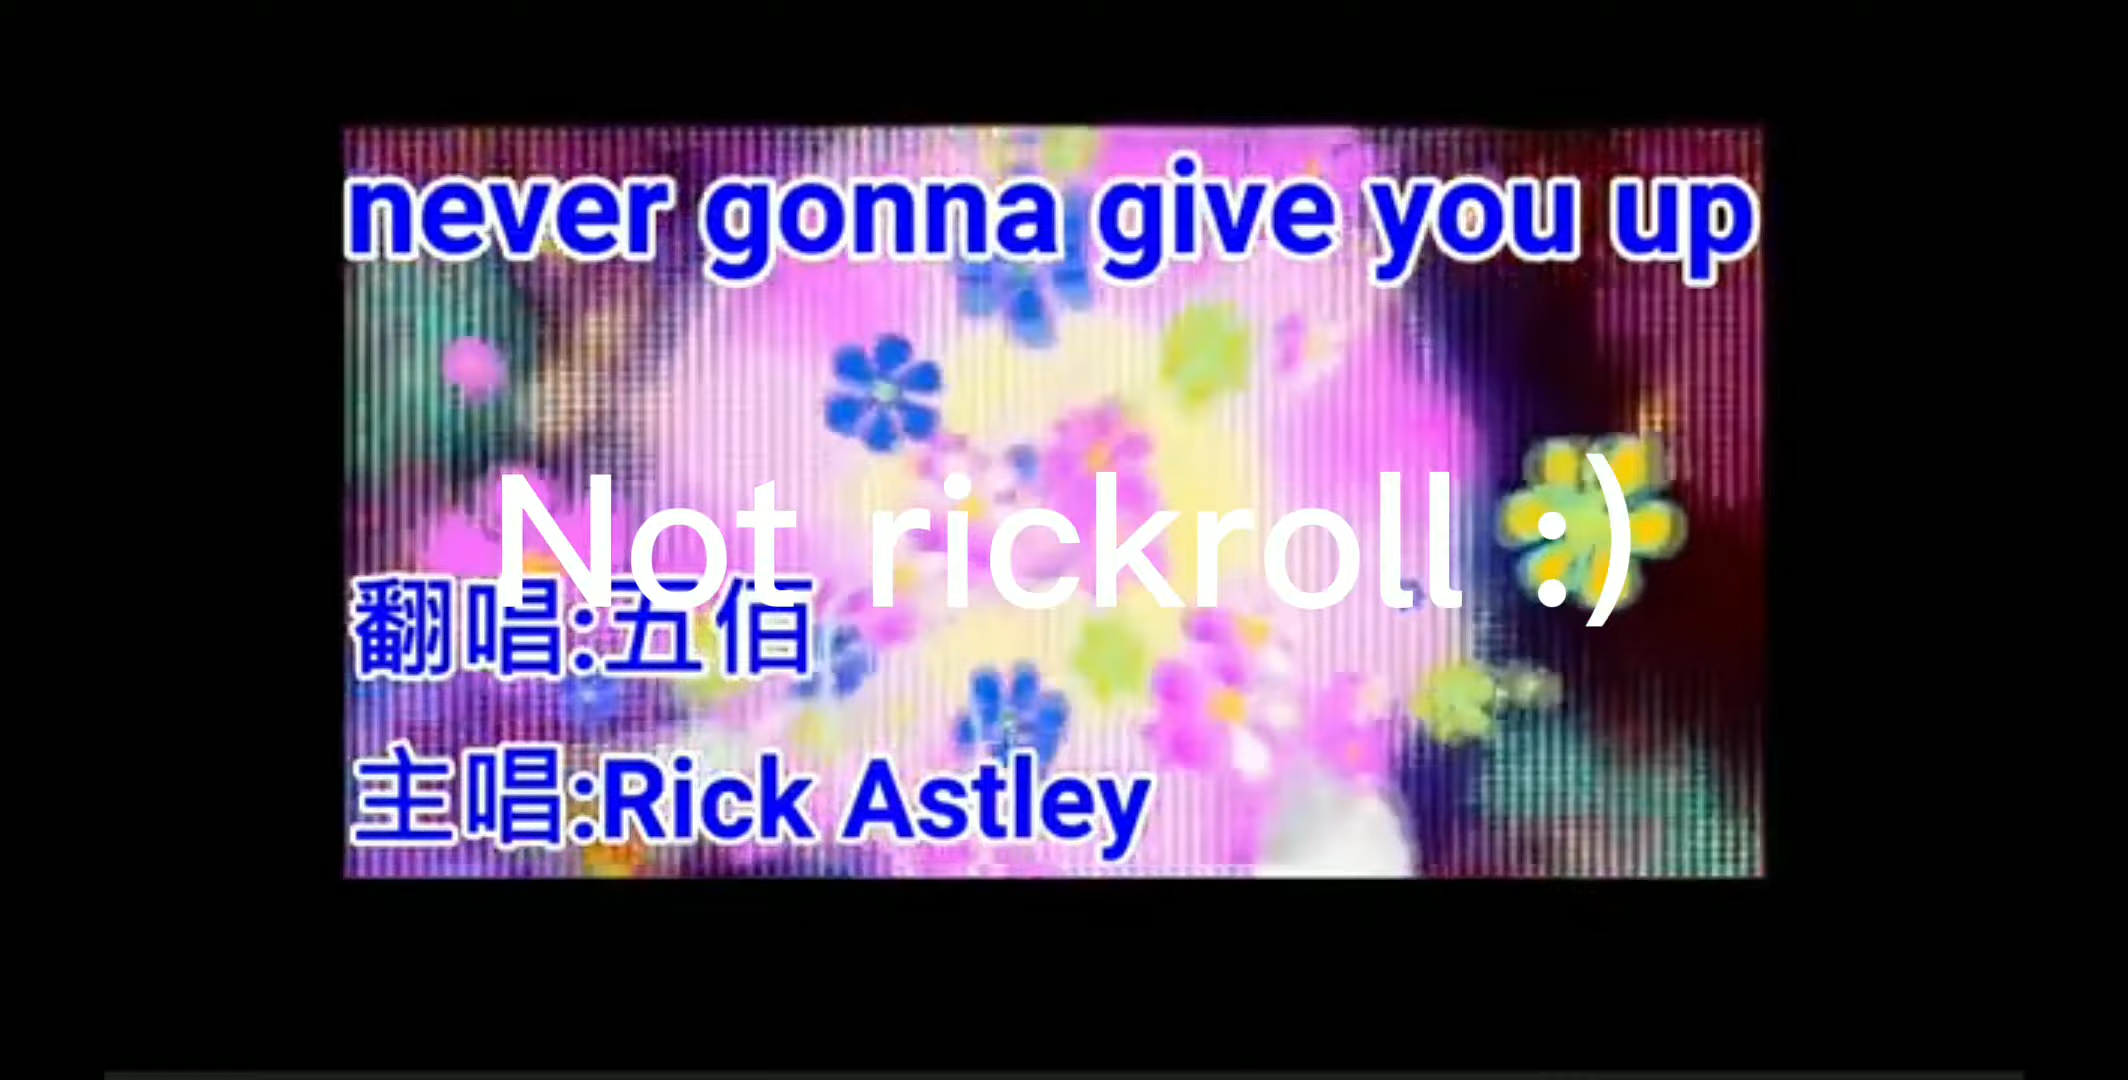 never gonna give you up
Not rickroll :)
翻唱:五佰
主唱:Rick Astley